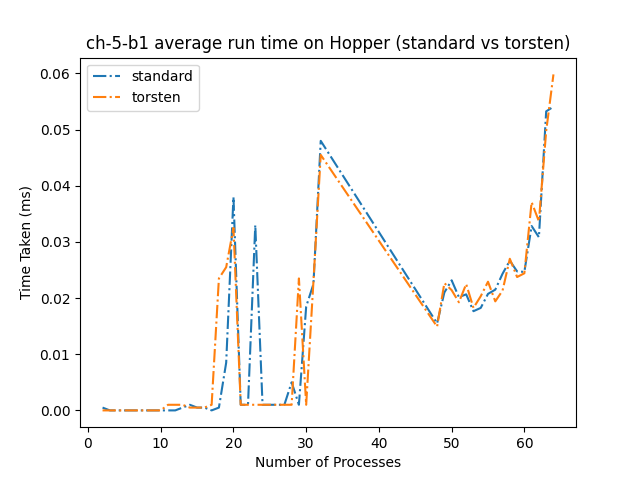 ch-5-b1 average run time on Hopper (standard vs torsten)
standard
torsten
0.06
0.05
0.04
0.03
0.02
0.01
0.00
Time Taken (ms)
0 10 20 30 40 50 60
Number of Processes